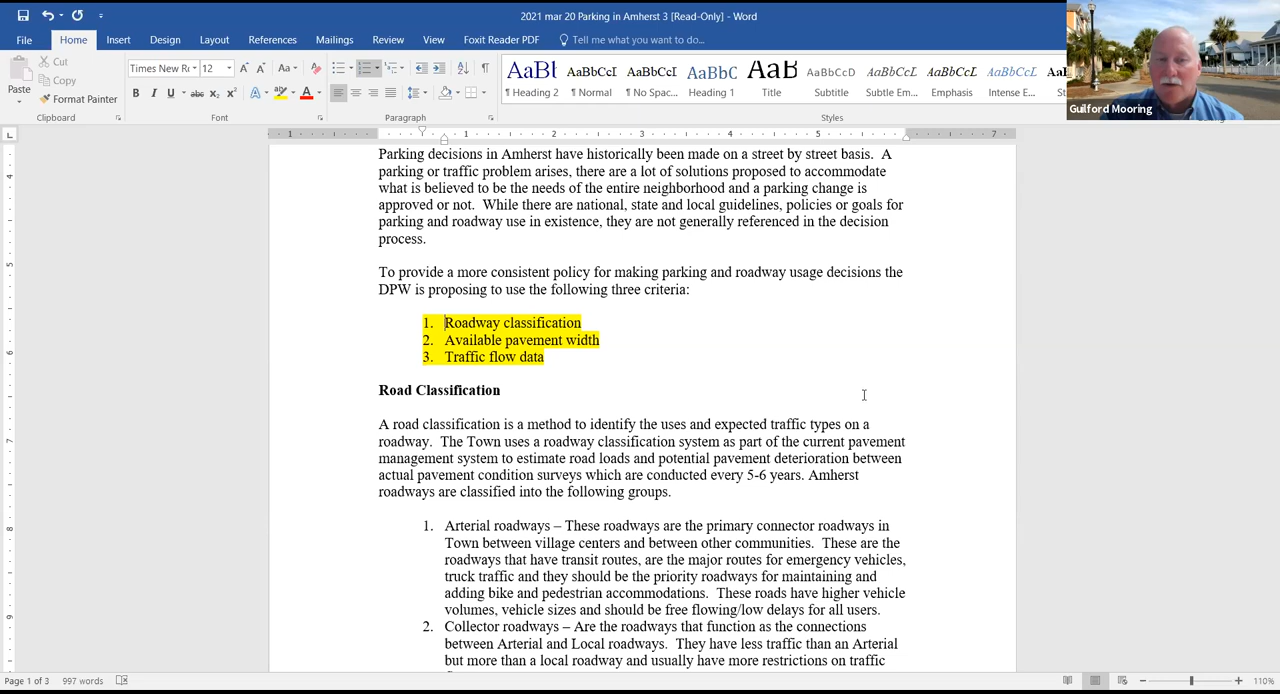 2021 mar 20 Parking in Amherst 3 [Read-Only] - Word
File Home Insert Design Layout References Mailings Review View Foxit Reader PDF Tell me what you want to do...
Paste
Cut
Copy
Format Painter
Clipboard
Times New R 12
Font
Paragraph
AaBb AaBbCcI AaBbCcI AaBbC AaB AaBbCcD AaBbCcL AaBbCcL AaBbCcL
¶ Heading 2 ¶ Normal ¶ No Spac... Heading 1 Title Subtitle Subtle Em... Emphasis Intense E...
Styles
Guilford Mooring
1 1 2 3 4 5 7
Parking decisions in Amherst have historically been made on a street by street basis. A
parking or traffic problem arises, there are a lot of solutions proposed to accommodate
what is believed to be the needs of the entire neighborhood and a parking change is
approved or not. While there are national, state and local guidelines, policies or goals for
parking and roadway use in existence, they are not generally referenced in the decision
process.
To provide a more consistent policy for making parking and roadway usage decisions the
DPW is proposing to use the following three criteria:
1. Roadway classification
2. Available pavement width
3. Traffic flow data
Road Classification
A road classification is a method to identify the uses and expected traffic types on a
roadway. The Town uses a roadway classification system as part of the current pavement
management system to estimate road loads and potential pavement deterioration between
actual pavement condition surveys which are conducted every 5-6 years. Amherst
roadways are classified into the following groups.
1. Arterial roadways – These roadways are the primary connector roadways in
Town between village centers and between other communities. These are the
roadways that have transit routes, are the major routes for emergency vehicles,
truck traffic and they should be the priority roadways for maintaining and
adding bike and pedestrian accommodations. These roads have higher vehicle
volumes, vehicle sizes and should be free flowing/low delays for all users.
2. Collector roadways – Are the roadways that function as the connections
between Arterial and Local roadways. They have less traffic than an Arterial
but more than a local roadway and usually have more restrictions on traffic
Page 1 of 3 997 words 110%